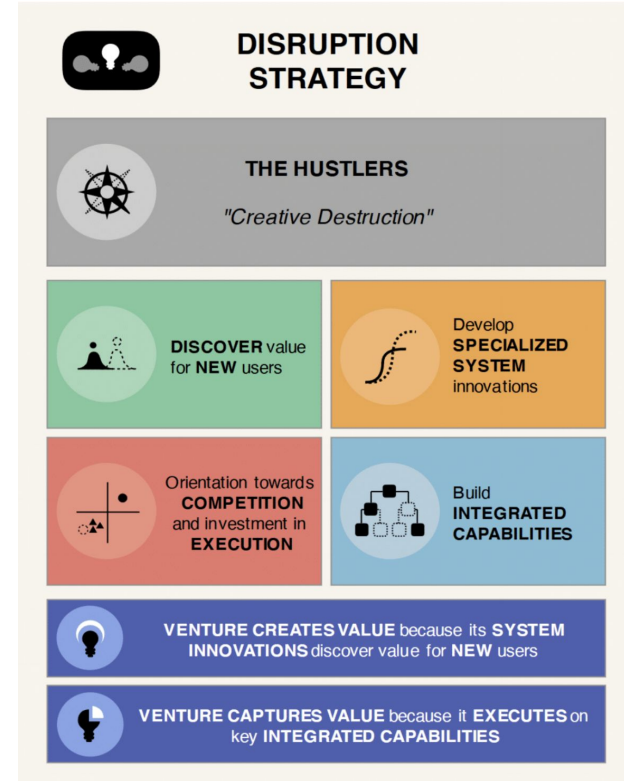 DISRUPTION
STRATEGY
THE HUSTLERS
"Creative Destruction"
DISCOVER value
for NEW users
Develop
SPECIALIZED
SYSTEM
innovations
Orientation towards
COMPETITION
and investment in
EXECUTION
Build
INTEGRATED
CAPABILITIES
VENTURE CREATES VALUE because its SYSTEM
INNOVATIONS discover value for NEW users
VENTURE CAPTURES VALUE because it EXECUTES on
key INTEGRATED CAPABILITIES